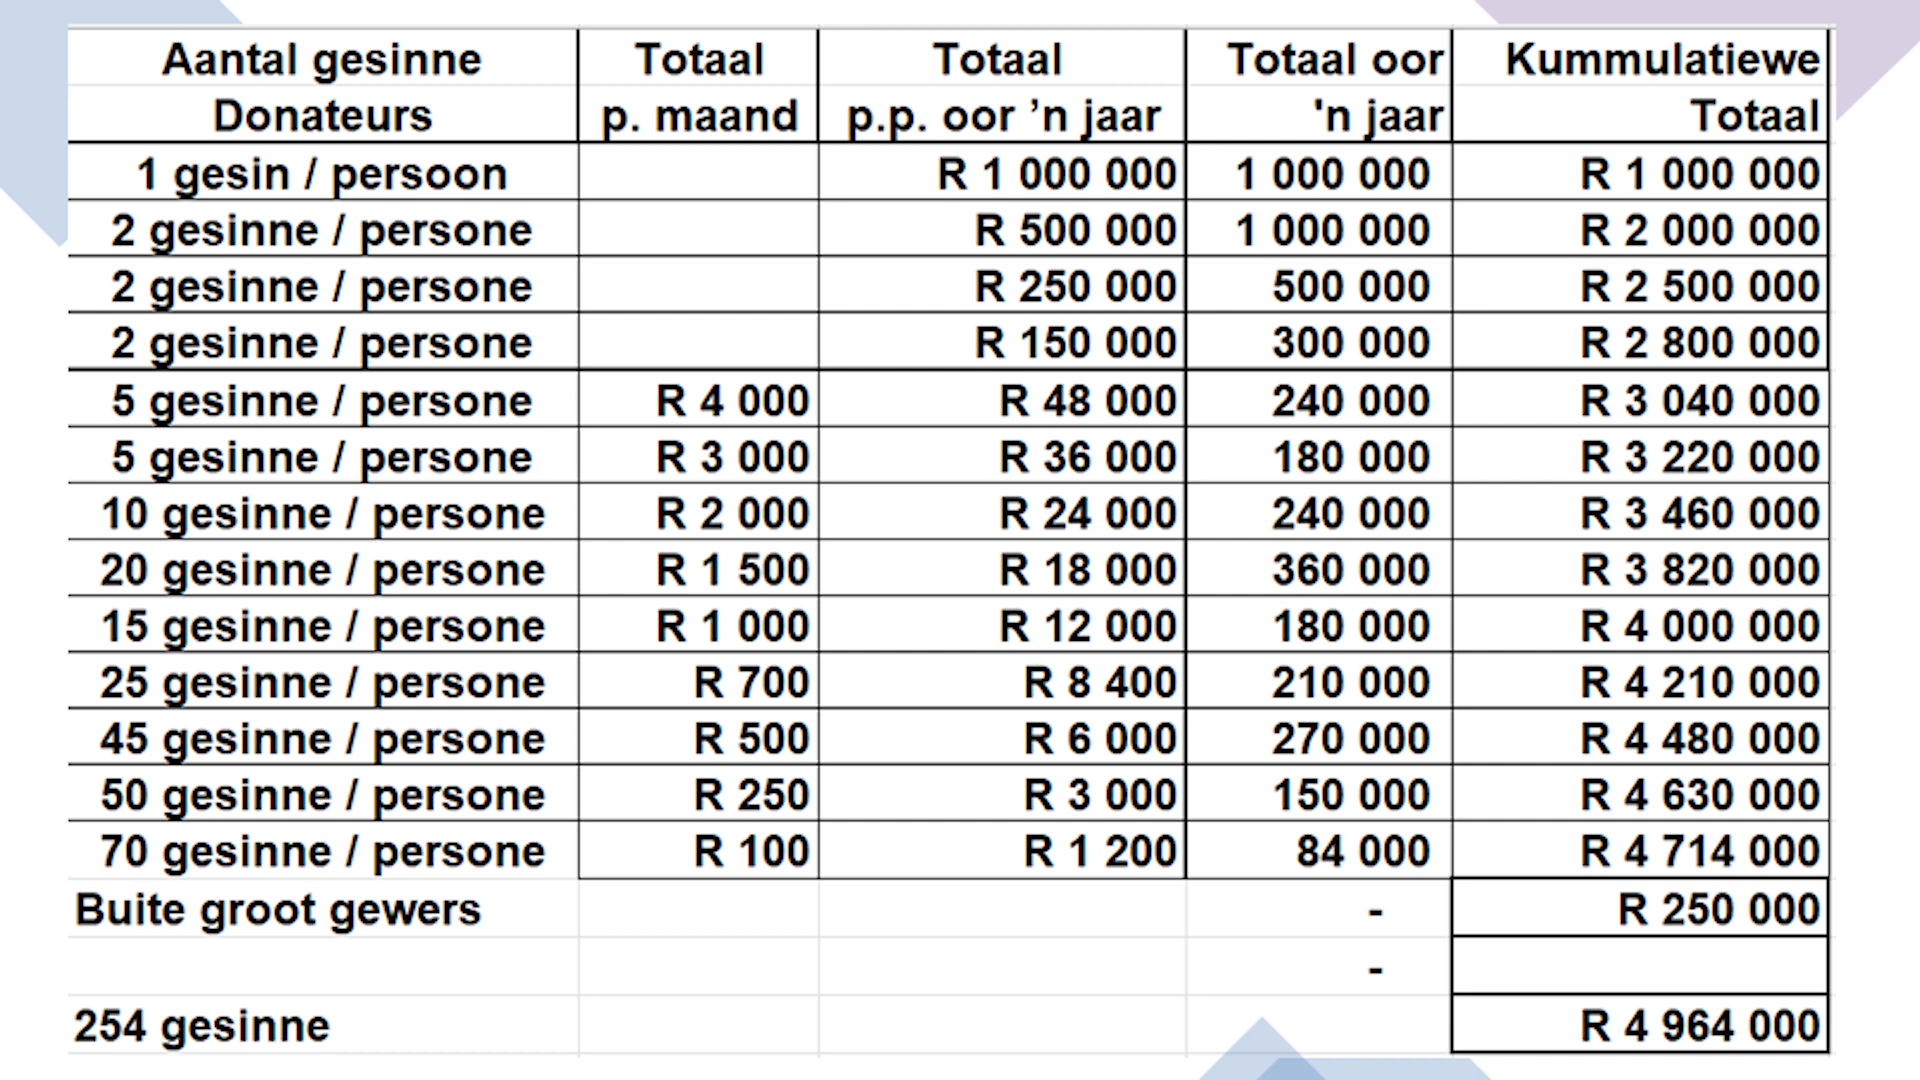 Aantal gesinne Totaal Totaal Totaal oor Kummulatiewe
Donateurs p. maand p.p. oor ’n jaar 'n jaar Totaal
1 gesin / persoon R 1 000 000 1 000 000 R 1 000 000
2 gesinne / persone R 500 000 1 000 000 R 2 000 000
2 gesinne / persone R 250 000 500 000 R 2 500 000
2 gesinne / persone R 150 000 300 000 R 2 800 000
5 gesinne / persone R 4 000 R 48 000 240 000 R 3 040 000
5 gesinne / persone R 3 000 R 36 000 180 000 R 3 220 000
10 gesinne / persone R 2 000 R 24 000 240 000 R 3 460 000
20 gesinne / persone R 1 500 R 18 000 360 000 R 3 820 000
15 gesinne / persone R 1 000 R 12 000 180 000 R 4 000 000
25 gesinne / persone R 700 R 8 400 210 000 R 4 210 000
45 gesinne / persone R 500 R 6 000 270 000 R 4 480 000
50 gesinne / persone R 250 R 3 000 150 000 R 4 630 000
70 gesinne / persone R 100 R 1 200 84 000 R 4 714 000
Buite groot gewers - R 250 000
-
254 gesinne R 4 964 000